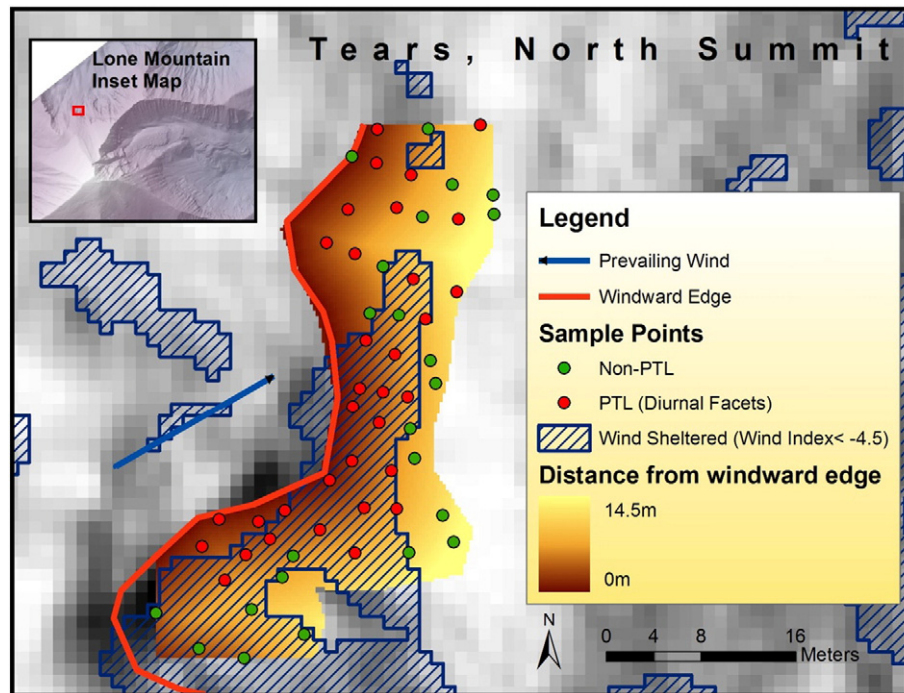 Tears, North Summit
Lone Mountain
Inset Map
Legend
Prevailing Wind
Windward Edge
Sample Points
Non-PTL
PTL (Diurnal Facets)
Wind Sheltered (Wind Index< -4.5)
Distance from windward edge
14.5m
0m
N
0 4 8 16
Meters